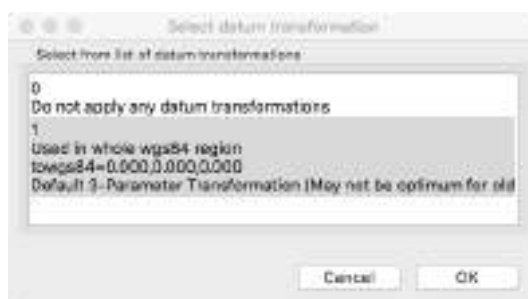 Select datum transformation
Select from list of datum transformations
0
Do not apply any datum transformations
1
Used in whole wgs84 region
towgs84=0.000,0.000,0.000
Default 3-Parameter Transformation (May not be optimum for old
Cancel
OK